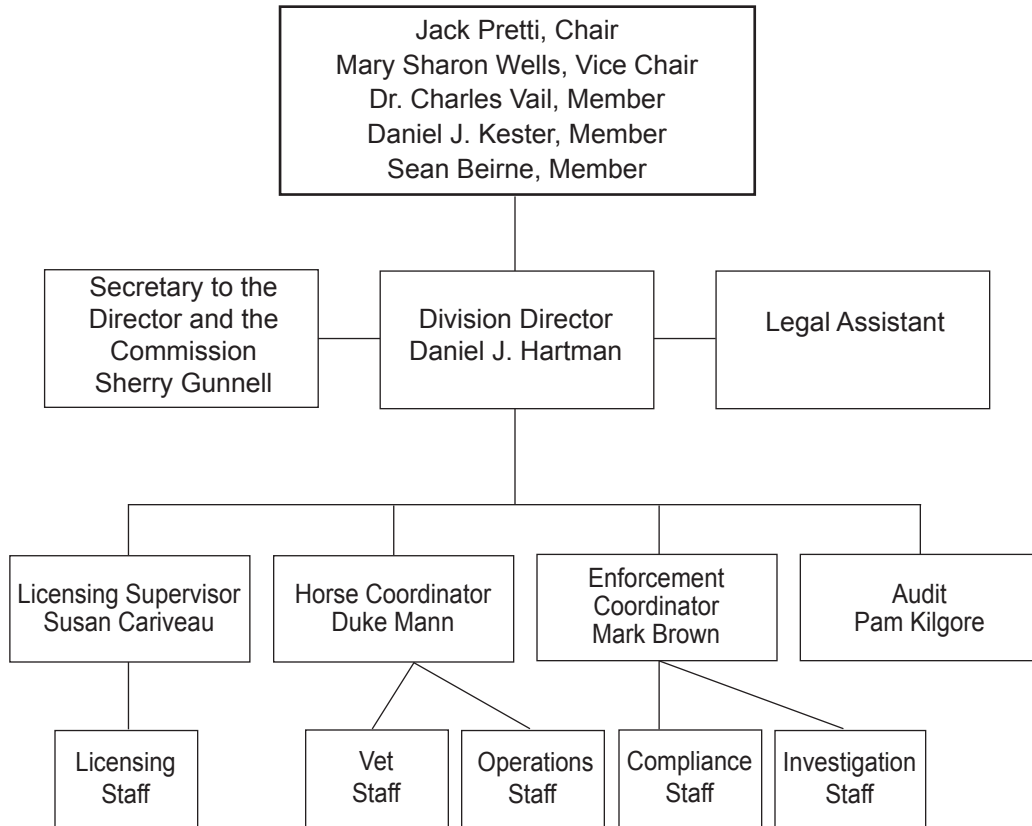 Jack Pretti, Chair
Mary Sharon Wells, Vice Chair
Dr. Charles Vail, Member
Daniel J. Kester, Member
Sean Beirne, Member
Secretary to the
Director and the
Commission
Sherry Gunnell
Division Director
Daniel J. Hartman
Legal Assistant
Licensing Supervisor
Susan Cariveau
Horse Coordinator
Duke Mann
Enforcement
Coordinator
Mark Brown
Audit
Pam Kilgore
Licensing
Staff
Vet
Staff
Operations
Staff
Compliance
Staff
Investigation
Staff